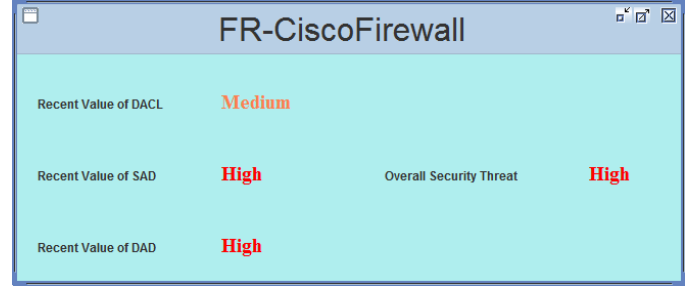 FR-CiscoFirewall
Recent Value of DACL Medium
Recent Value of SAD High Overall Security Threat High
Recent Value of DAD High